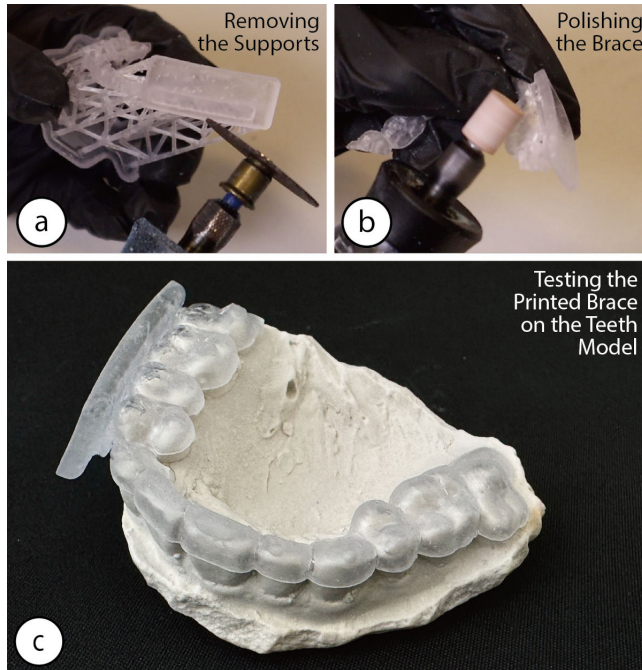 Removing
the Supports
a
Polishing
the Brace
b
Testing the
Printed Brace
on the Teeth
Model
c